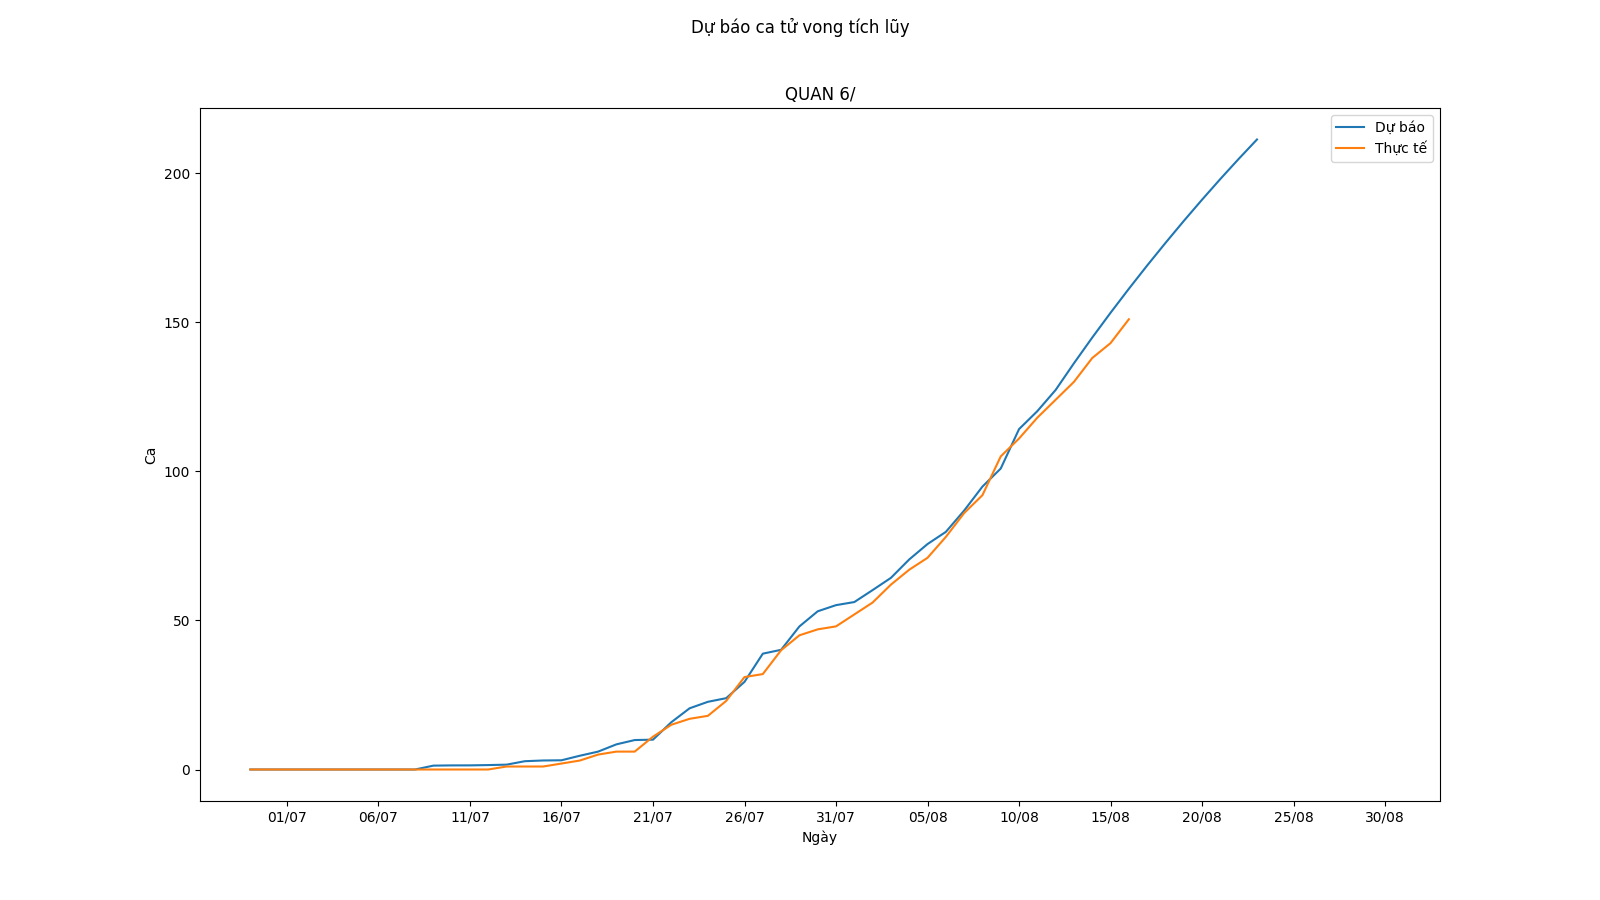 Dự báo ca tử vong tích lũy
QUAN 6/
Dự báo
Thực tế
200
150
100
50
0
Ca
01/07 06/07 11/07 16/07 21/07 26/07 31/07 05/08 10/08 15/08 20/08 25/08 30/08
Ngày